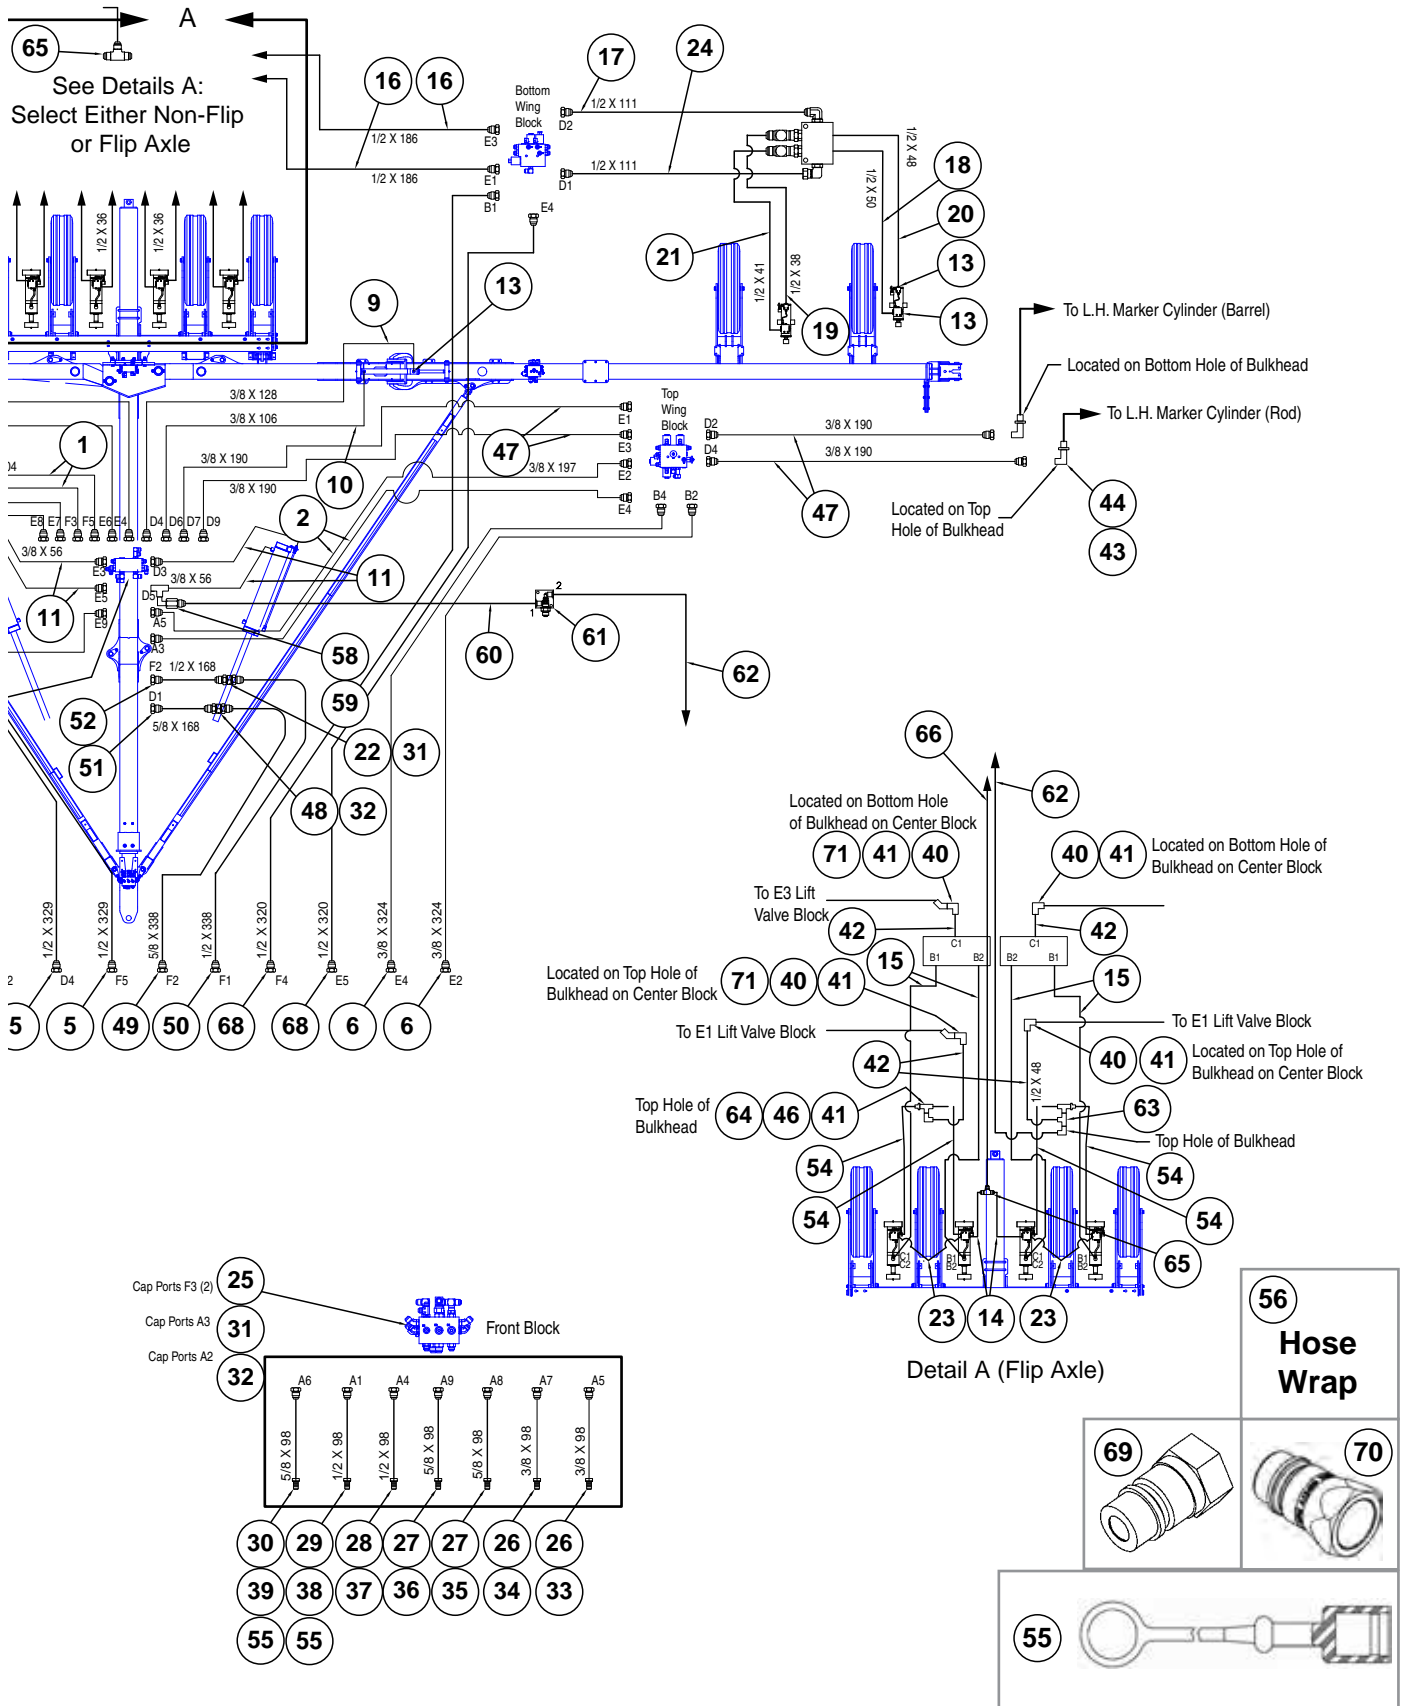 A
65
See Details A:
Select Either Non-Flip
or Flip Axle
16
16
17
24
1/2 X 186
1/2 X 186
E3
E1
B1
Bottom
Wing
Block
D2
1/2 X 111
1/2 X 111
D1
E4
1/2 X 48
1/2 X 50
18
20
13
13
21
1/2 X 41
1/2 X 38
19
1/2 X 36
1/2 X 36
9
13
To L.H. Marker Cylinder (Barrel)
Located on Bottom Hole of Bulkhead
To L.H. Marker Cylinder (Rod)
3/8 X 128
3/8 X 106
3/8 X 190
3/8 X 190
1
10
47
3/8 X 197
E1
E3
E2
E4
Top
Wing
Block
D2
D4
3/8 X 190
3/8 X 190
B4
B2
47
Located on Top
Hole of Bulkhead
44
43
04
E8 E7 F3 F5 E6 E4 D4 D6 D7 D9
2
3/8 X 56
E3
D3
11
3/8 X 56
11
E5
E9
D5
A5
A3
1
2
58
60
61
62
F2 1/2 X 168
D1
5/8 X 168
52
51
59
22
31
48
32
1/2 X 329
1/2 X 329
5/8 X 338
1/2 X 338
1/2 X 320
1/2 X 320
3/8 X 324
3/8 X 324
2
D4
F5
F2
F1
F4
E5
E4
E2
5
5
49
50
68
68
6
6
66
62
Located on Bottom Hole
of Bulkhead on Center Block
71
41
40
40
41
Located on Bottom Hole of
Bulkhead on Center Block
To E3 Lift
Valve Block
42
42
C1
B1
B2
C1
B2
B1
15
15
Located on Top Hole of
Bulkhead on Center Block
71
40
41
To E1 Lift Valve Block
To E1 Lift Valve Block
42
1/2 X 48
40
41
Located on Top Hole of
Bulkhead on Center Block
Top Hole of
Bulkhead
64
46
41
63
Top Hole of Bulkhead
54
54
54
54
65
C1
C2
B1
B2
C1
C2
B1
B2
23
14
23
Detail A (Flip Axle)
Cap Ports F3 (2)
25
Cap Ports A3
31
Cap Ports A2
32
Front Block
A6
A1
A4
A9
A8
A7
A5
5/8 X 98
1/2 X 98
1/2 X 98
5/8 X 98
5/8 X 98
3/8 X 98
3/8 X 98
30
29
28
27
27
26
26
39
38
37
36
35
34
33
55
55
56
Hose
Wrap
69
70
55